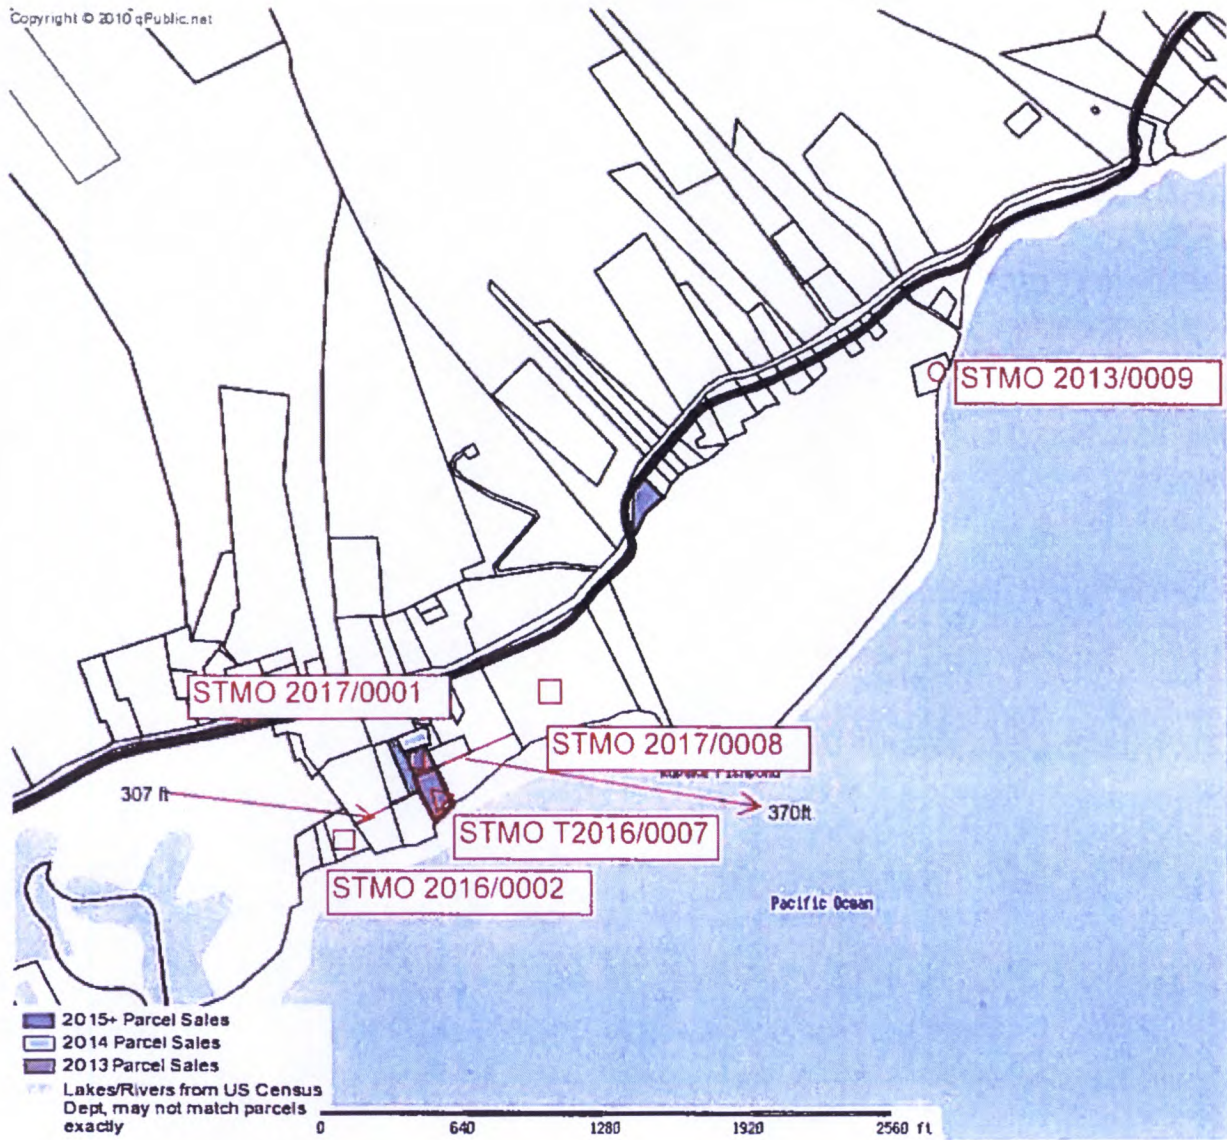 Copyright © 2010 qPublic.net
STMO 2013/0009
STMO 2017/0001
STMO 2017/0008
Fishpond
307 ft
370ft
STMO T2016/0007
STMO 2016/0002
Pacific Ocean
2015+ Parcel Sales
2014 Parcel Sales
2013 Parcel Sales
Lakes/Rivers from US Census
Dept, may not match parcels
exactly
0 640 1280 1920 2560 ft